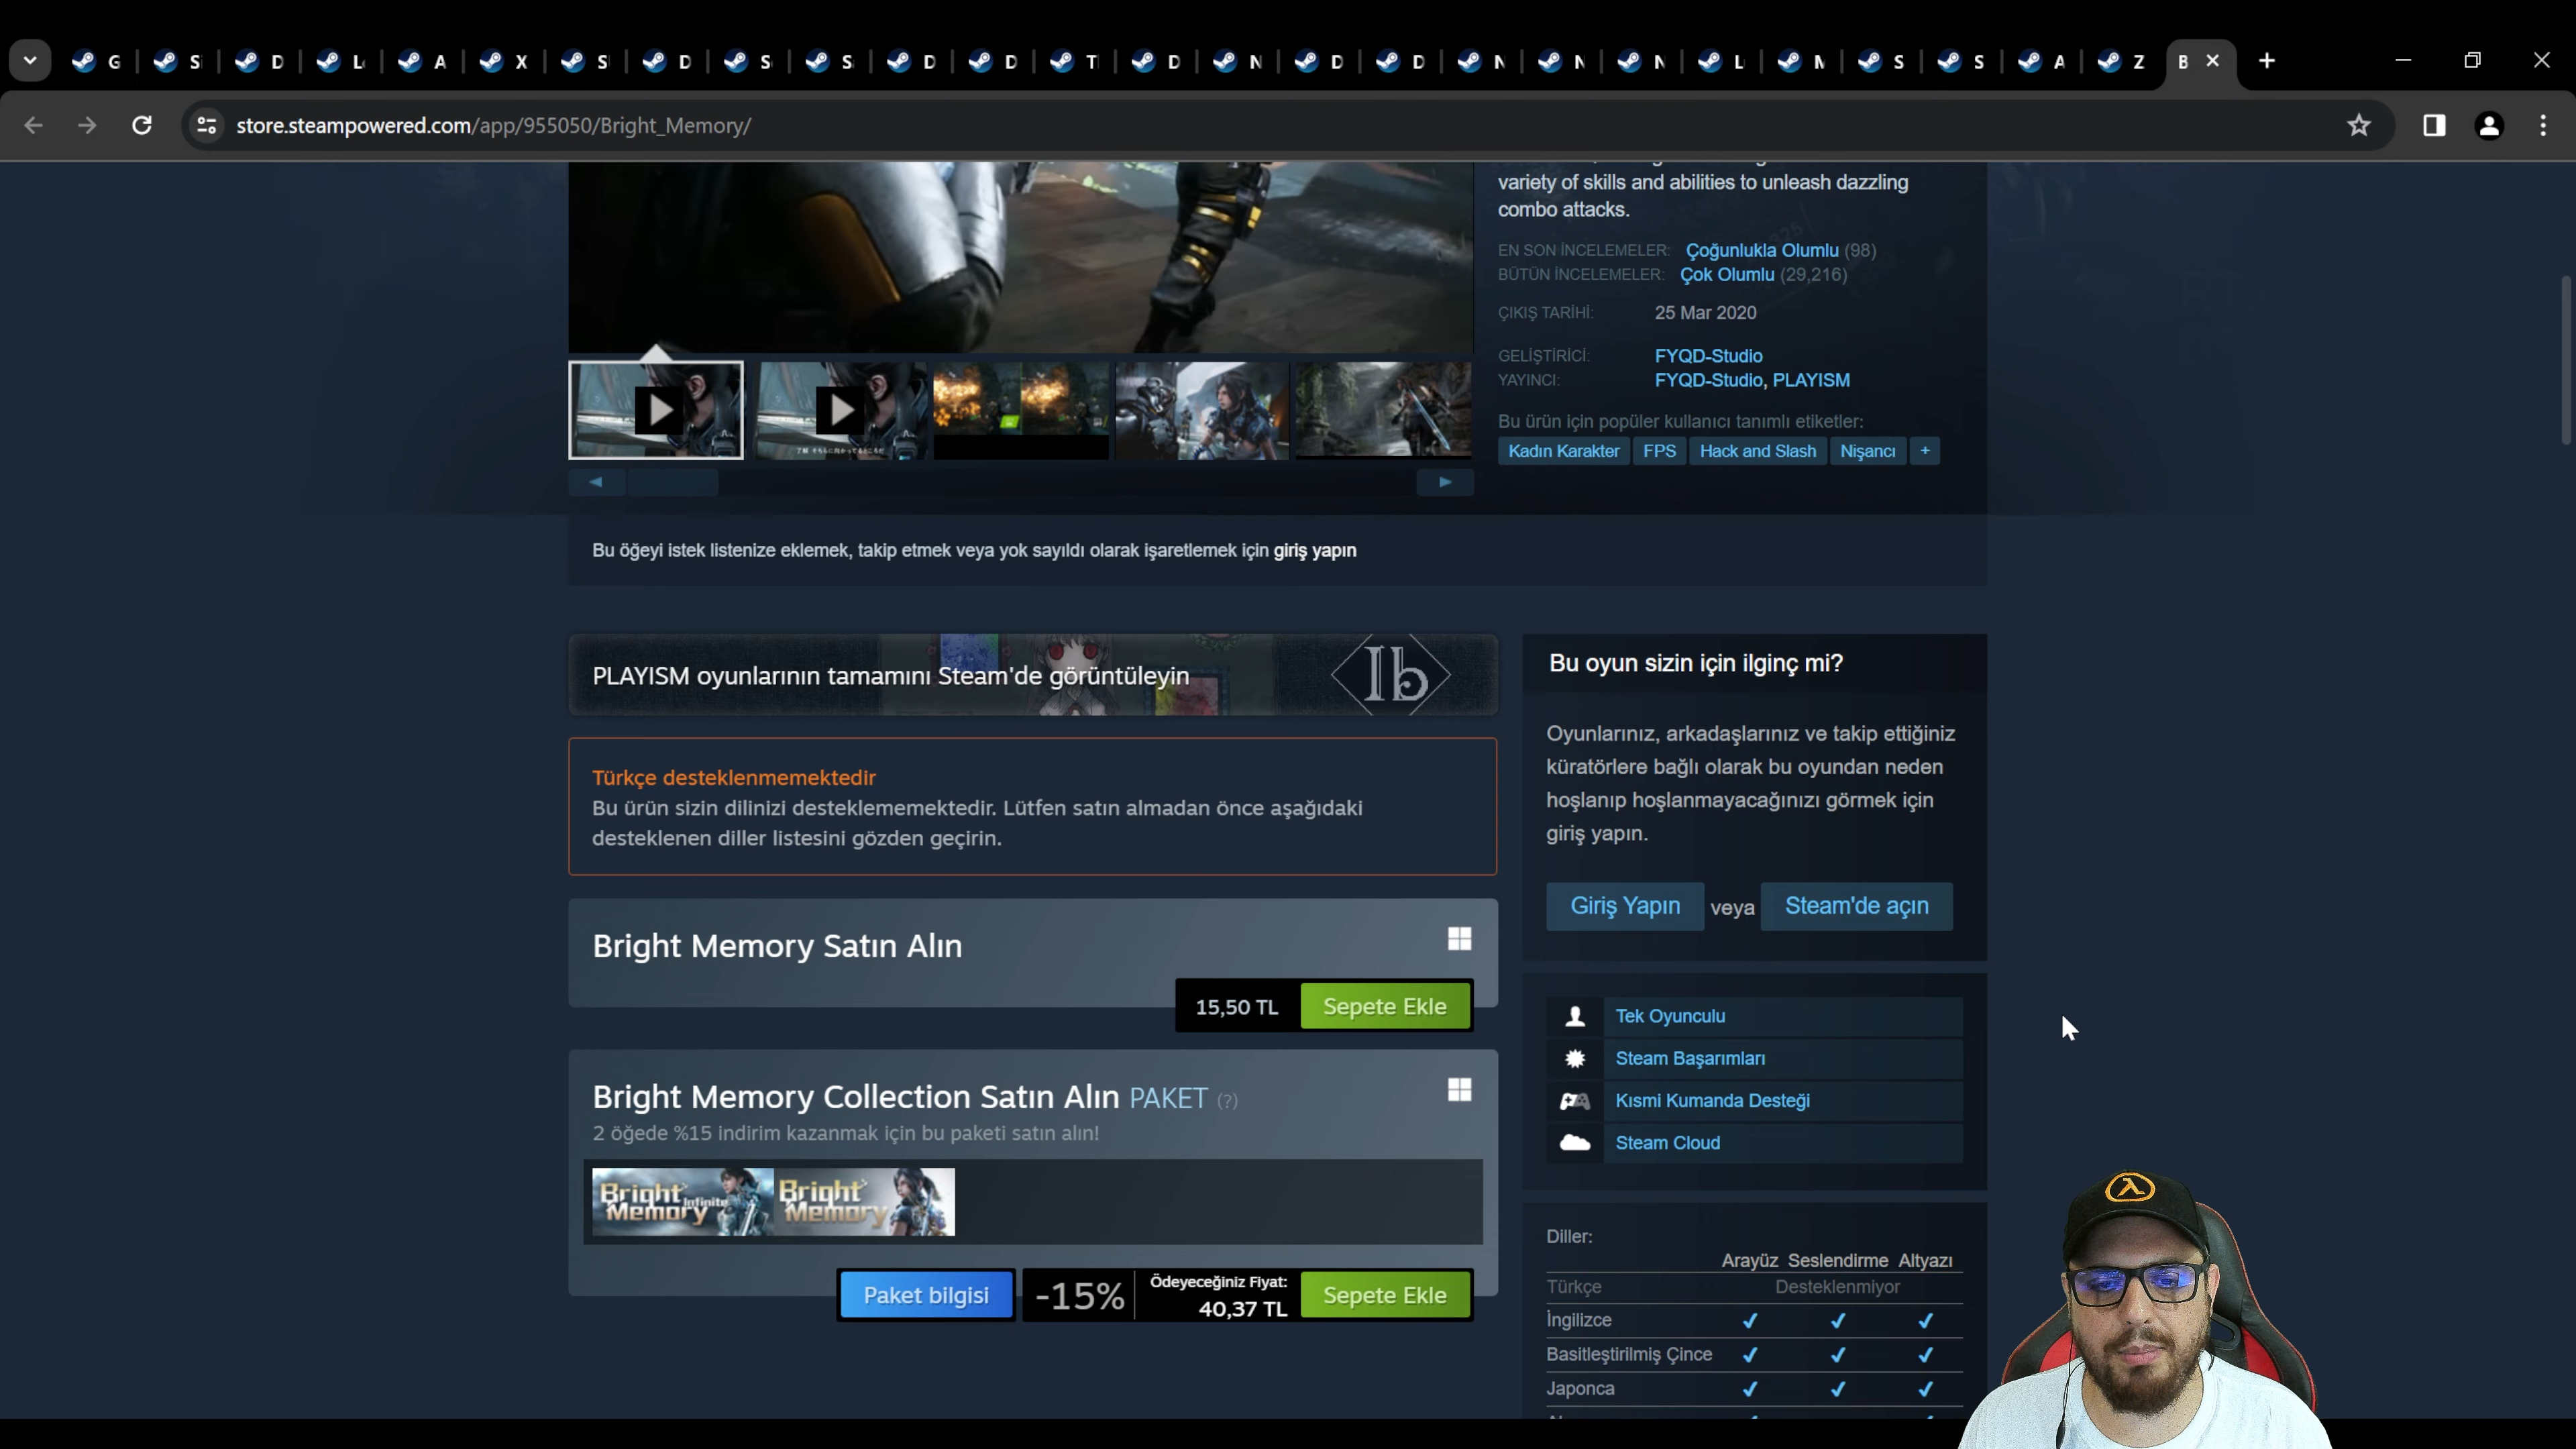 G
S
D
L
A
X
S
D
S
S
D
D
T
D
N
D
D
N
N
N
L
M
S
S
A
Z
B
store.steampowered.com/app/955050/Bright_Memory/
variety of skills and abilities to unleash dazzling
combo attacks.
EN SON İNCELEMELER: Çoğunlukla Olumlu (98)
BÜTÜN İNCELEMELER: Çok Olumlu (29,216)
ÇIKIŞ TARİHİ: 25 Mar 2020
GELİŞTİRİCİ: FYQD-Studio
YAYINCI: FYQD-Studio, PLAYISM
Bu ürün için popüler kullanıcı tanımlı etiketler:
Kadın Karakter FPS Hack and Slash Nişancı +
Bu öğeyi istek listenize eklemek, takip etmek veya yok sayıldı olarak işaretlemek için giriş yapın
PLAYISM oyunlarının tamamını Steam'de görüntüleyin
Ib
Türkçe desteklenmemektedir
Bu ürün sizin dilinizi desteklememektedir. Lütfen satın almadan önce aşağıdaki
desteklenen diller listesini gözden geçirin.
Bright Memory Satın Alın
15,50 TL Sepete Ekle
Bright Memory Collection Satın Alın PAKET (?)
2 öğede %15 indirim kazanmak için bu paketi satın alın!
Bright Memory Infinite
Bright Memory
Paket bilgisi -15% Ödeyeceğiniz Fiyat: 40,37 TL Sepete Ekle
Bu oyun sizin için ilginç mi?
Oyunlarınız, arkadaşlarınız ve takip ettiğiniz
küratörlere bağlı olarak bu oyundan neden
hoşlanıp hoşlanmayacağınızı görmek için
giriş yapın.
Giriş Yapın veya Steam'de açın
Tek Oyunculu
Steam Başarımları
Kısmi Kumanda Desteği
Steam Cloud
Diller:
Arayüz Seslendirme Altyazı
Türkçe Desteklenmiyor
İngilizce ✔ ✔ ✔
Basitleştirilmiş Çince ✔ ✔ ✔
Japonca ✔ ✔ ✔